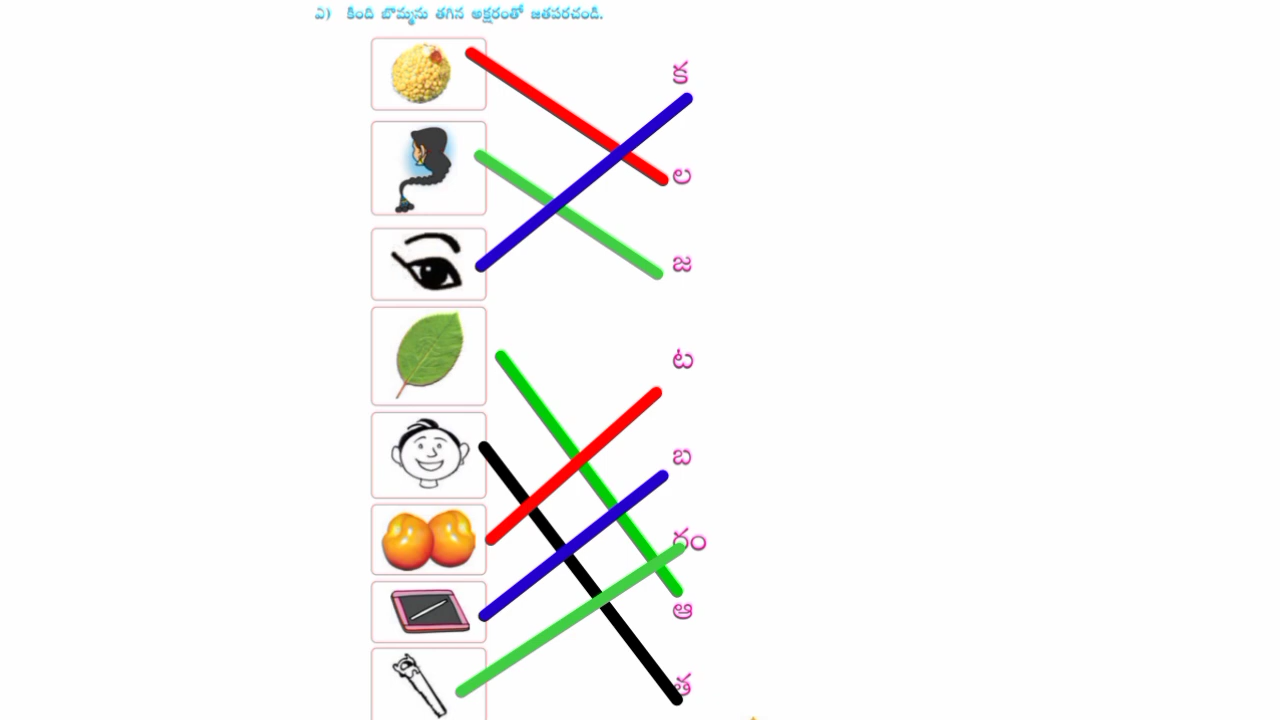 ఎ) కింది బొమ్మను తగిన అక్షరంతో జతపరచండి.
క
ల
జ
ట
బ
రం
ఆ
త